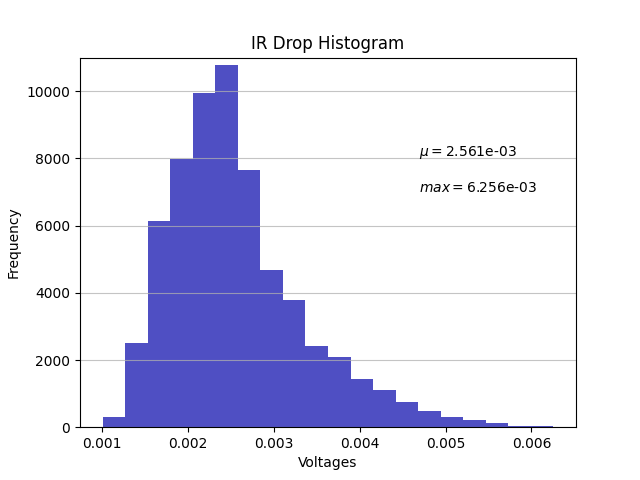 IR Drop Histogram
10000
8000
6000
4000
2000
0
Frequency
μ = 2.561e-03
max = 6.256e-03
0.001 0.002 0.003 0.004 0.005 0.006
Voltages